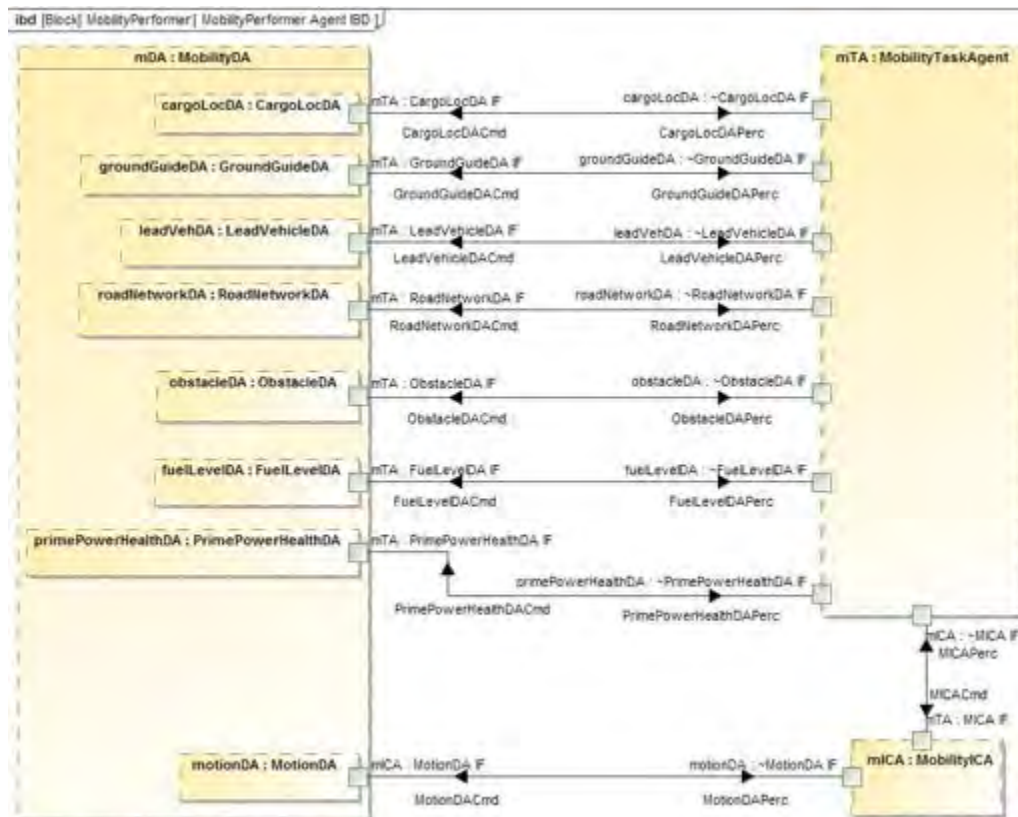 ibd [Block] MobilityPerformer [ MobilityPerformer Agent IBD ]
mDA : MobilityDA
mTA : MobilityTaskAgent
cargoLocDA : CargoLocDA
mTA : CargoLocDA IF
cargoLocDA : ~CargoLocDA IF
CargoLocDACmd
CargoLocDAPerc
groundGuideDA : GroundGuideDA
mTA : GroundGuideDA IF
groundGuideDA : ~GroundGuideDA IF
GroundGuideDACmd
GroundGuideDAPerc
leadVehDA : LeadVehicleDA
mTA : LeadVehicleDA IF
leadVehDA : ~LeadVehicleDA IF
LeadVehicleDACmd
LeadVehicleDAPerc
roadNetworkDA : RoadNetworkDA
mTA : RoadNetworkDA IF
roadNetworkDA : ~RoadNetworkDA IF
RoadNetworkDACmd
RoadNetworkDAPerc
obstacleDA : ObstacleDA
mTA : ObstacleDA IF
obstacleDA : ~ObstacleDA IF
ObstacleDACmd
ObstacleDAPerc
fuelLevelDA : FuelLevelDA
mTA : FuelLevelDA IF
fuelLevelDA : ~FuelLevelDA IF
FuelLevelDACmd
FuelLevelDAPerc
primePowerHealthDA : PrimePowerHealthDA
mTA : PrimePowerHealthDA IF
primePowerHealthDA : ~PrimePowerHealthDA IF
PrimePowerHealthDACmd
PrimePowerHealthDAPerc
mICA : ~MICA IF
MICAPerc
MICACmd
mTA : MICA IF
motionDA : MotionDA
mICA : MotionDA IF
motionDA : ~MotionDA IF
mICA : MobilityICA
MotionDACmd
MotionDAPerc